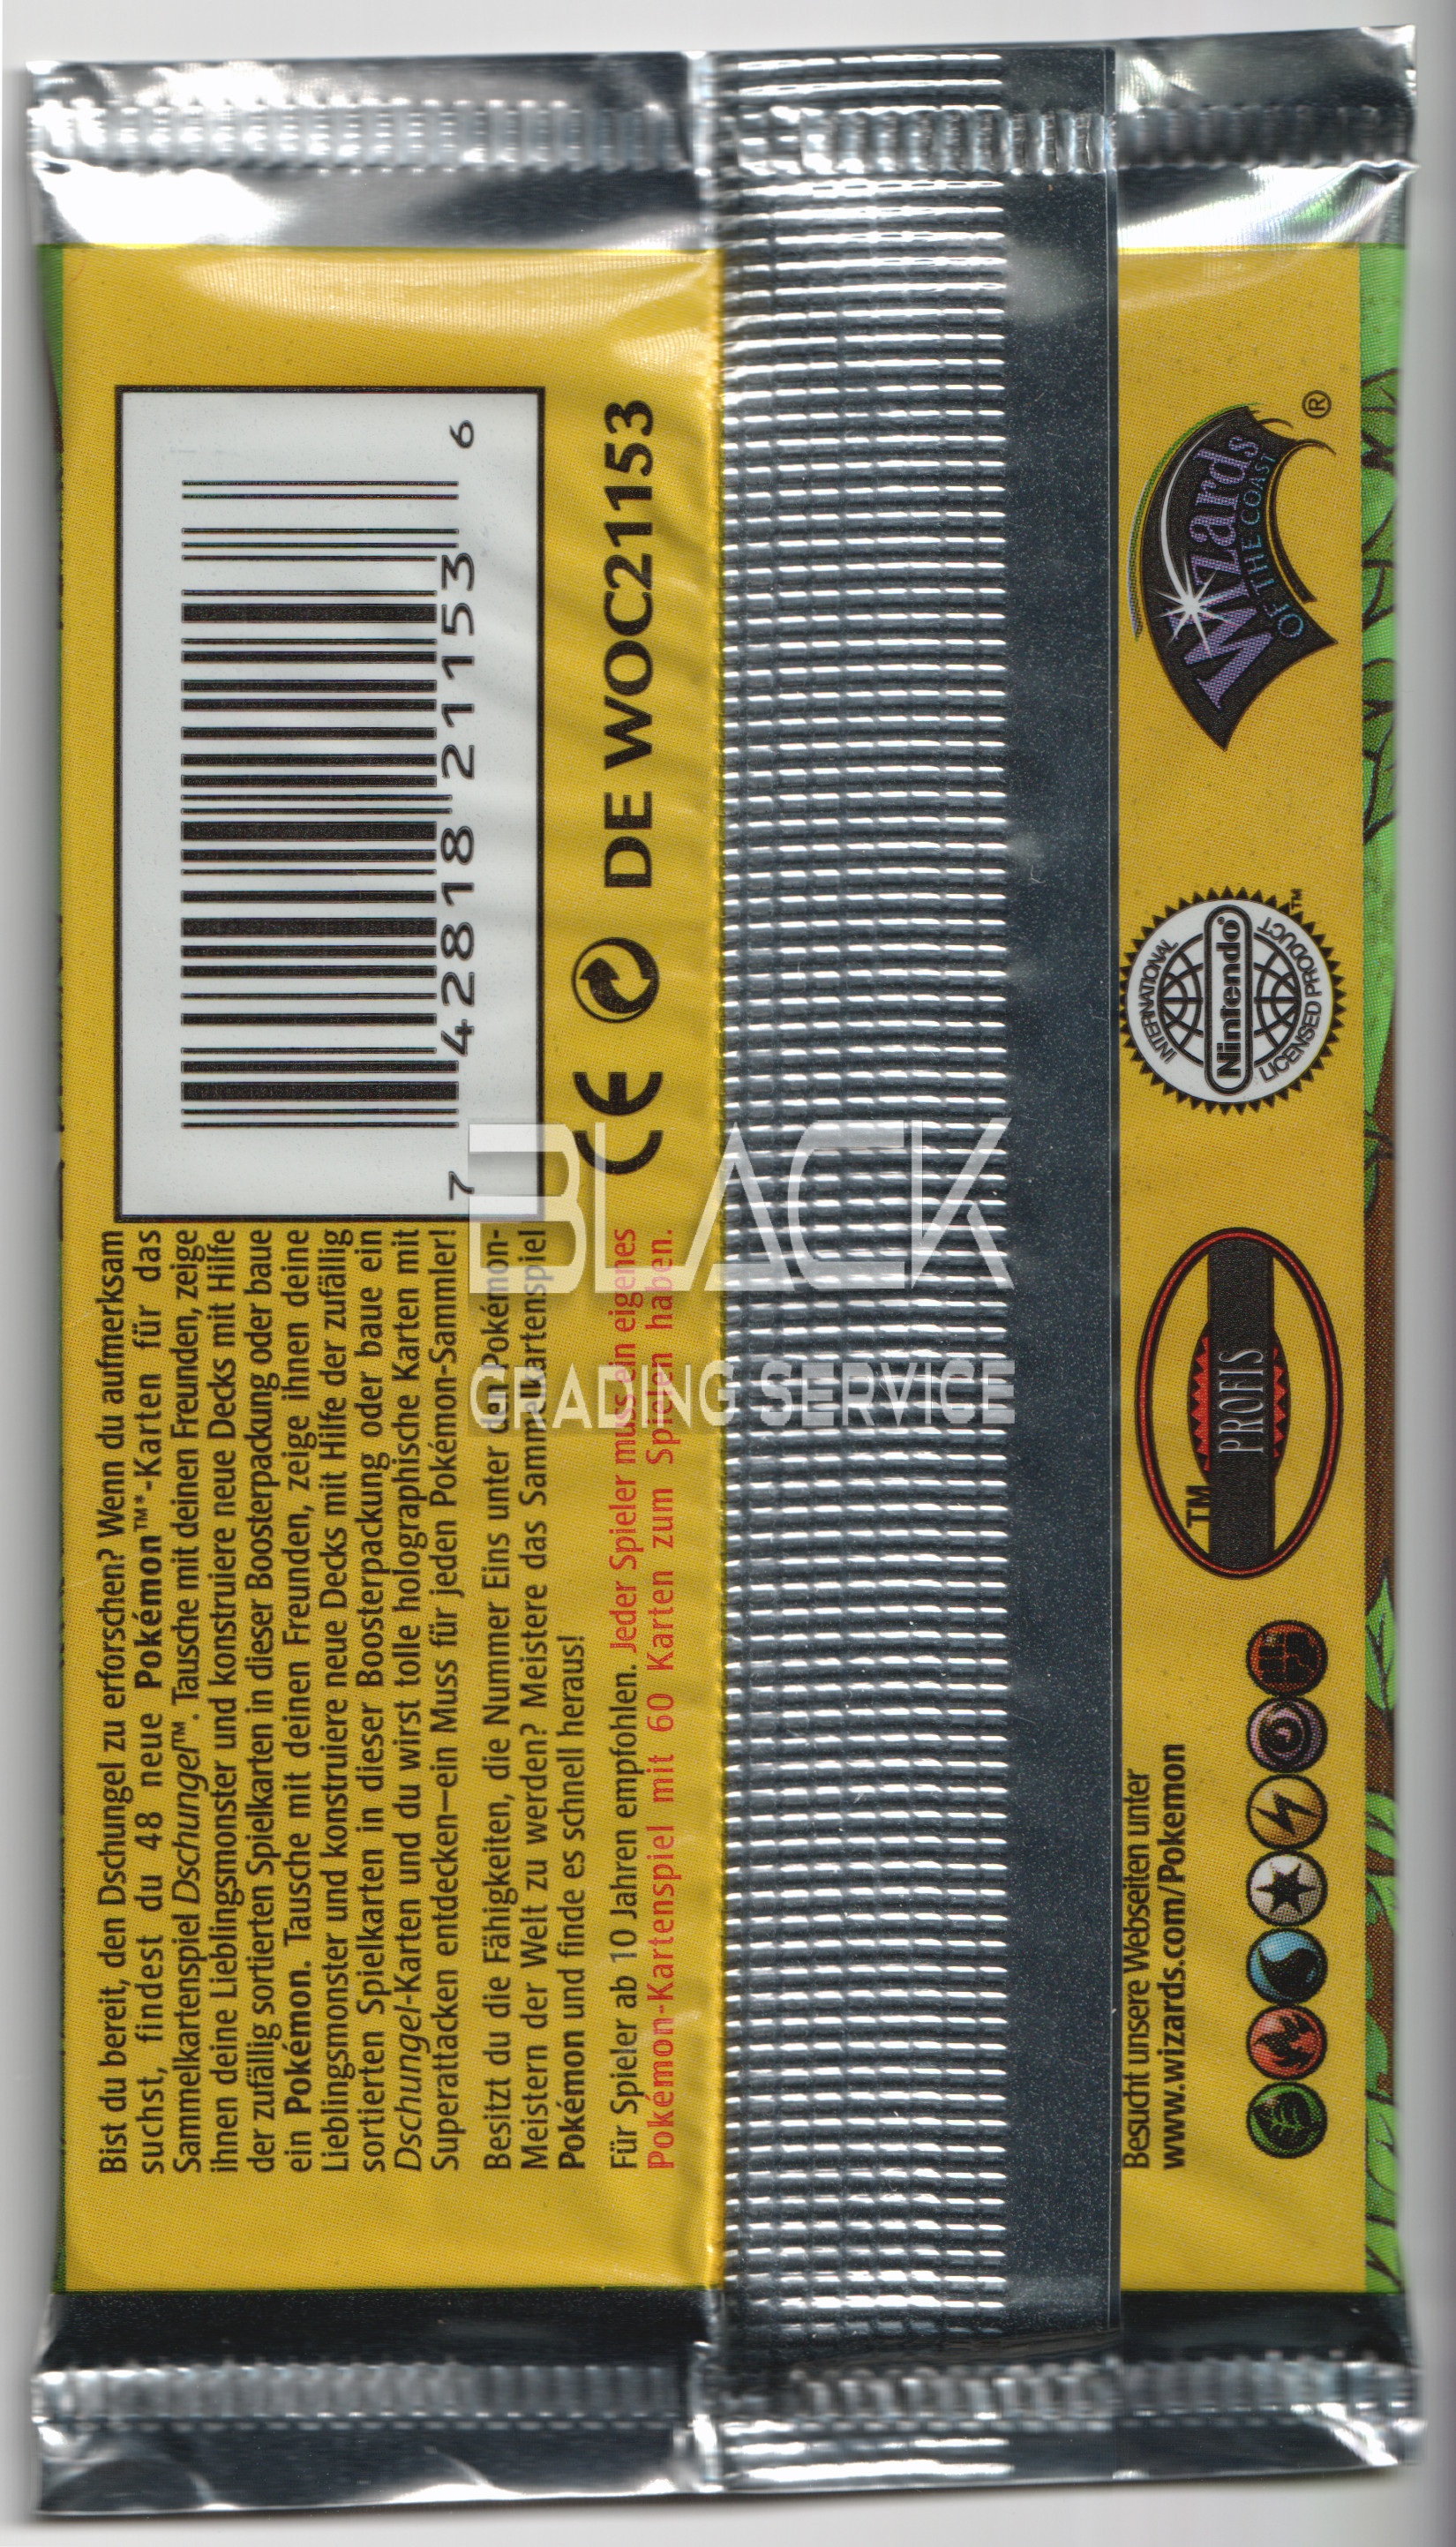 Bist du bereit, den Dschungel zu erforschen? Wenn du aufmerksam
suchst, findest du 48 neue Pokémon™*-Karten für das
Sammelkartenspiel Dschungel™. Tausche mit deinen Freunden, zeige
ihnen deine Lieblingsmonster und konstruiere neue Decks mit Hilfe
der zufällig sortierten Spielkarten in dieser Boosterpackung oder baue
ein Pokémon. Tausche mit deinen Freunden, zeige ihnen deine
Lieblingsmonster und konstruiere neue Decks mit Hilfe der zufällig
sortierten Spielkarten in dieser Boosterpackung oder baue ein
Dschungel-Karten und du wirst tolle holographische Karten mit
Superattacken entdecken—ein Muss für jeden Pokémon-Sammler!
Besitzt du die Fähigkeiten, die Nummer Eins unter den Pokémon-
Meistern der Welt zu werden? Meistere das Sammelkartenspiel
Pokémon und finde es schnell heraus!
Für Spieler ab 10 Jahren empfohlen. Jeder Spieler muss ein eigenes
Pokémon-Kartenspiel mit 60 Karten zum Spielen haben.
7 42818 21153 6
CE DE WOC21153
BLACK
GRADING SERVICE
Besucht unsere Webseiten unter
www.wizards.com/Pokemon
™
PROFIS
INTERNATIONAL
Nintendo®
LICENSED PRODUCT™
Wizards
OF THE COAST
®